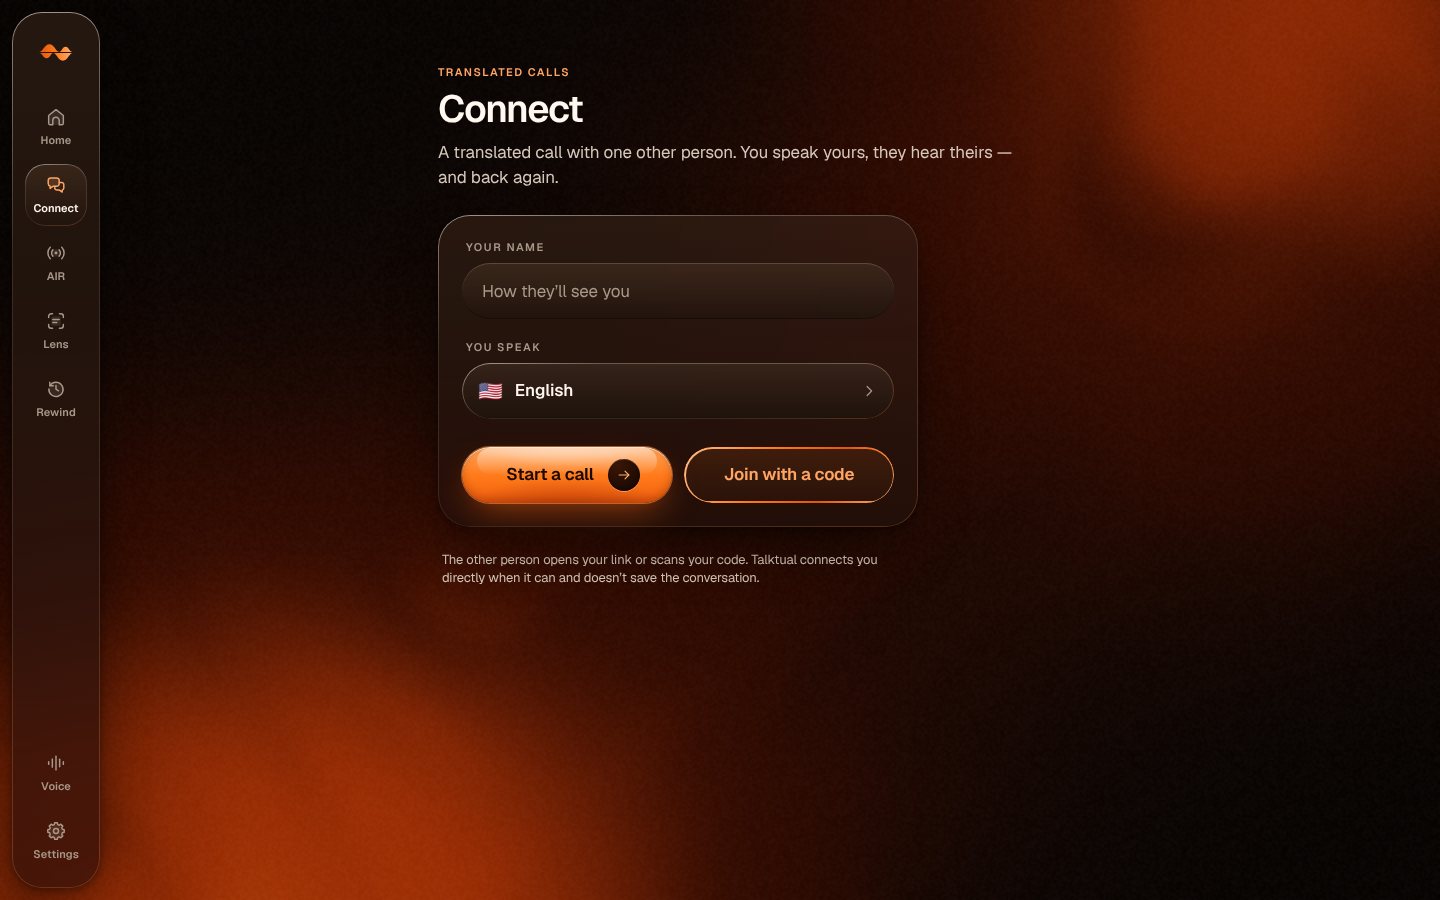 TRANSLATED CALLS
Connect
A translated call with one other person. You speak yours, they hear theirs —
and back again.
YOUR NAME
How they’ll see you
YOU SPEAK
English
Start a call
Join with a code
The other person opens your link or scans your code. Talktual connects you
directly when it can and doesn’t save the conversation.
Home
Connect
AIR
Lens
Rewind
Voice
Settings